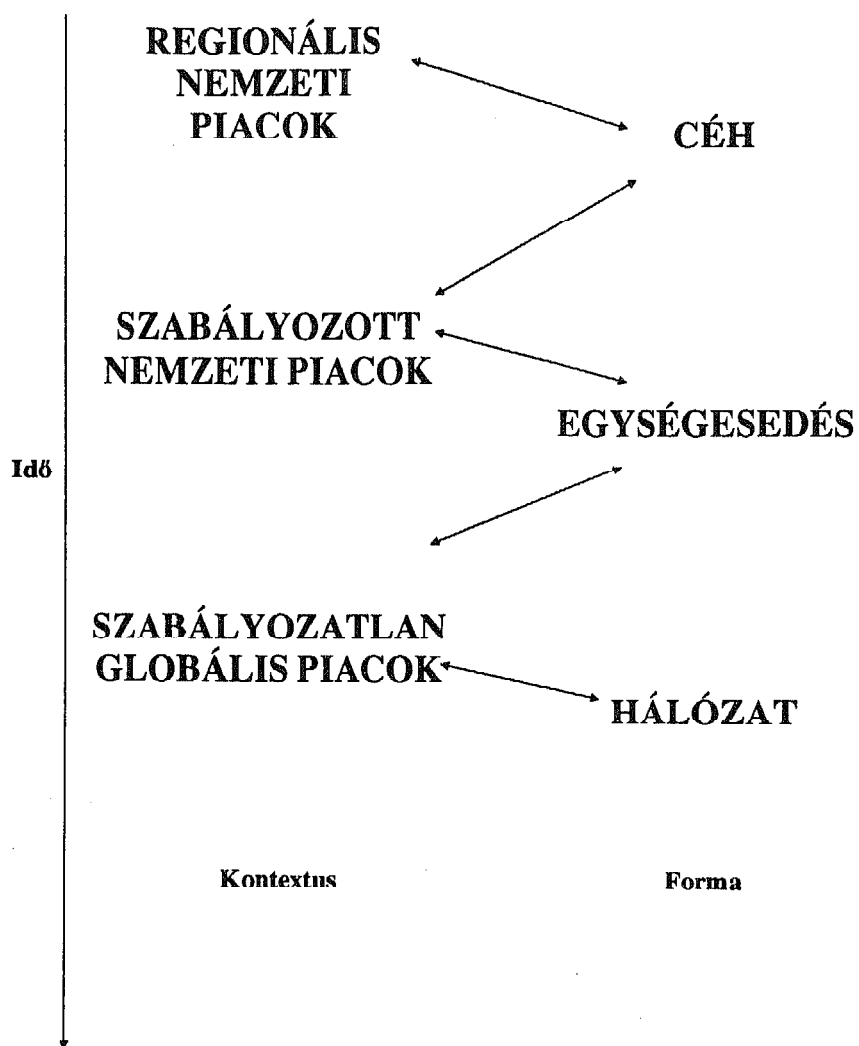 REGIONÁLIS
NEMZETI
PIACOK
CÉH
SZABÁLYOZOTT
NEMZETI PIACOK
EGYSÉGESEDÉS
Idő
SZABÁLYOZATLAN
GLOBÁLIS PIACOK
HÁLÓZAT
Kontextus
Forma